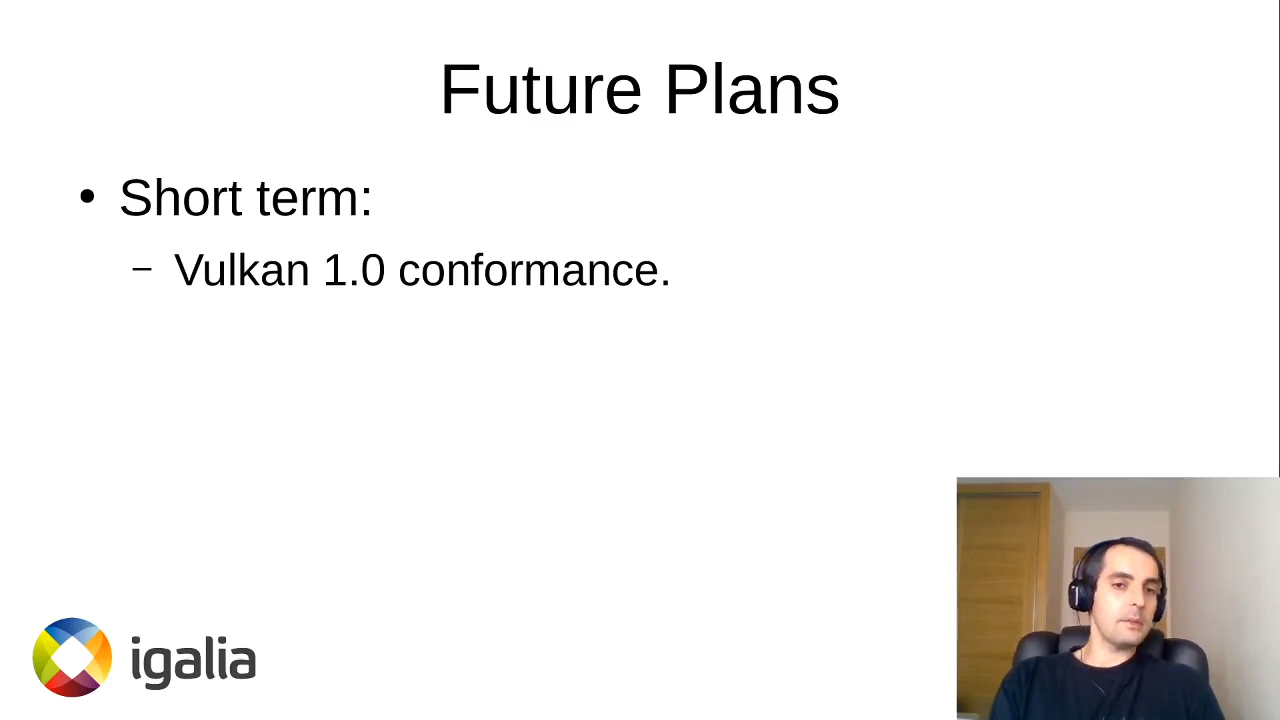 Future Plans
• Short term:
– Vulkan 1.0 conformance.
igalia